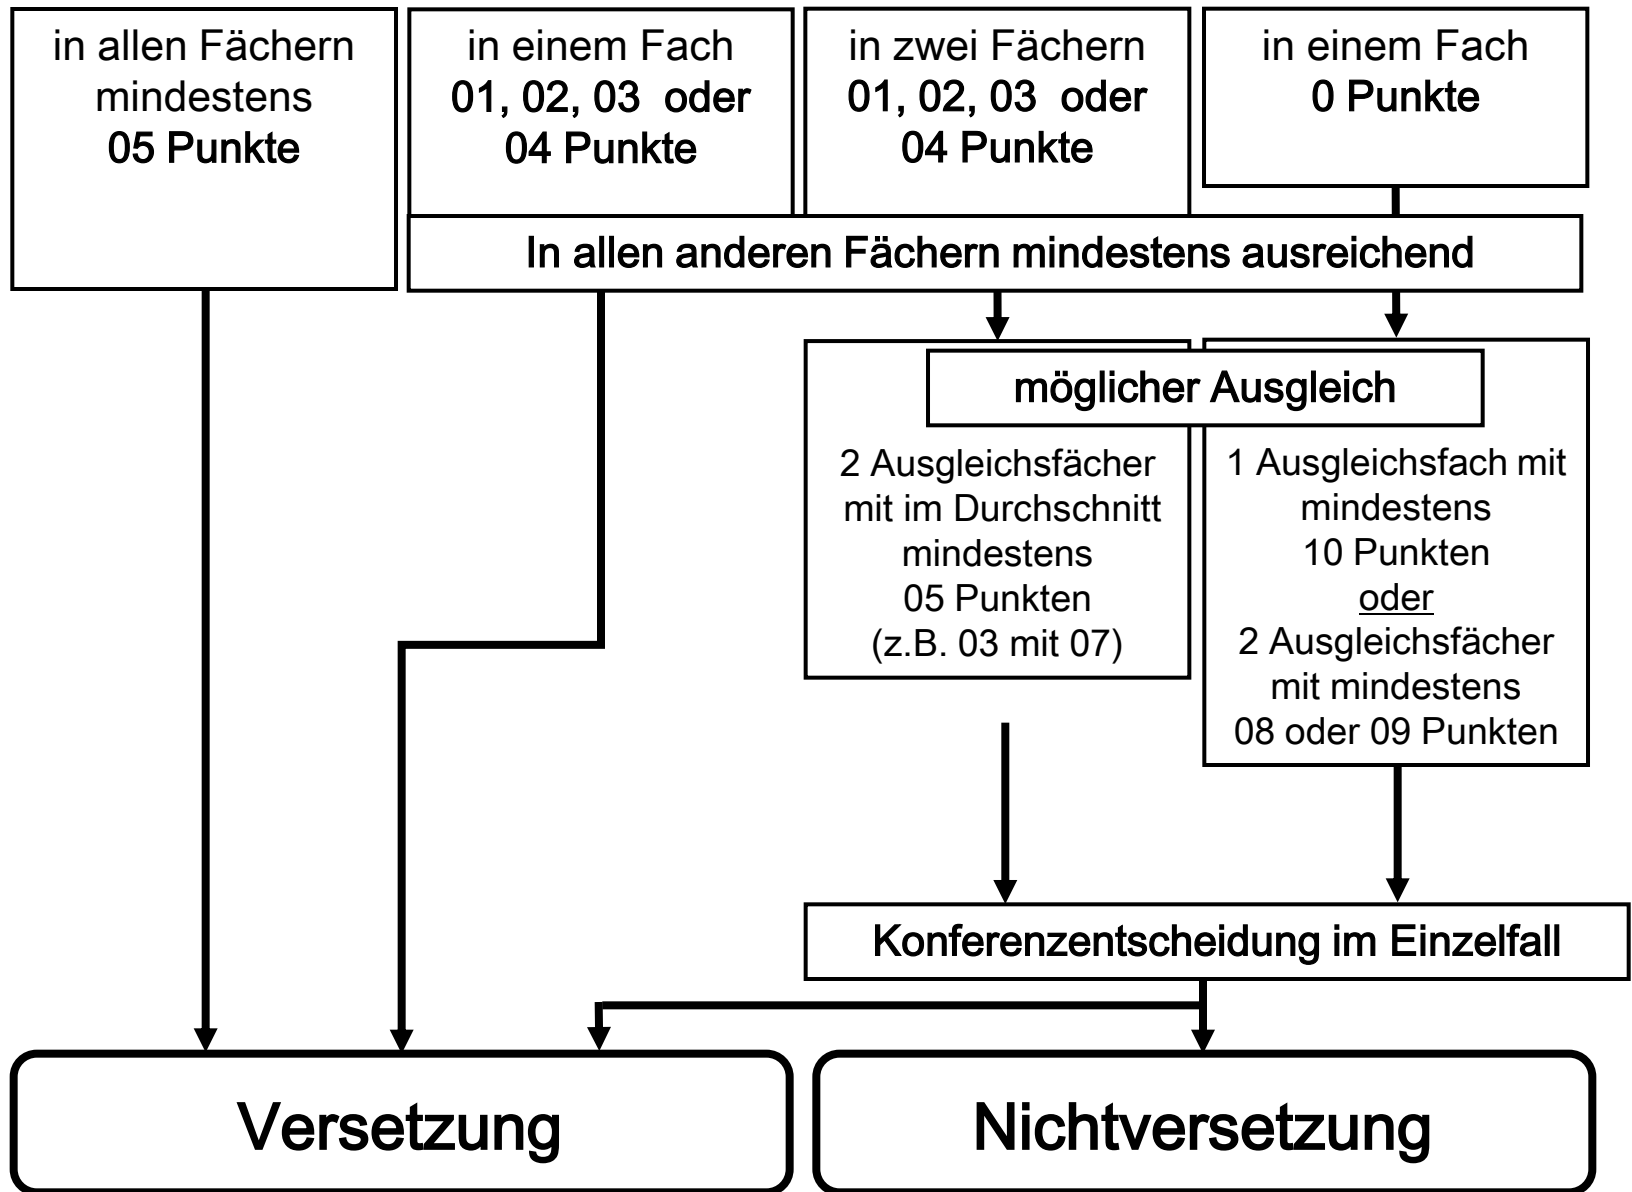 in allen Fächern
mindestens
05 Punkte
in einem Fach
01, 02, 03 oder
04 Punkte
in zwei Fächern
01, 02, 03 oder
04 Punkte
in einem Fach
0 Punkte
In allen anderen Fächern mindestens ausreichend
möglicher Ausgleich
2 Ausgleichsfächer
mit im Durchschnitt
mindestens
05 Punkten
(z.B. 03 mit 07)
1 Ausgleichsfach mit
mindestens
10 Punkten
oder
2 Ausgleichsfächer
mit mindestens
08 oder 09 Punkten
Konferenzentscheidung im Einzelfall
Versetzung
Nichtversetzung